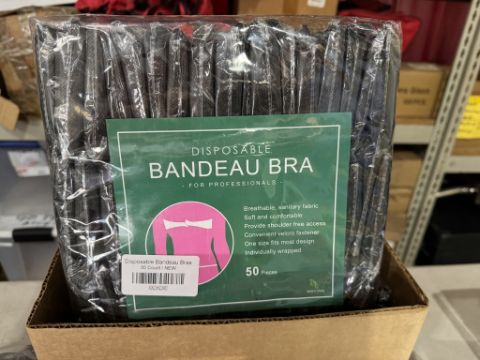 DISPOSABLE
BANDEAU BRA
- FOR PROFESSIONALS -
Breathable, sanitary fabric
Soft and comfortable
Provide shoulder free access
Convenient velcro fastener
One size fits most design
Individually wrapped
50 Pieces
Disposable Bandeau Bras
50 Count / NEW